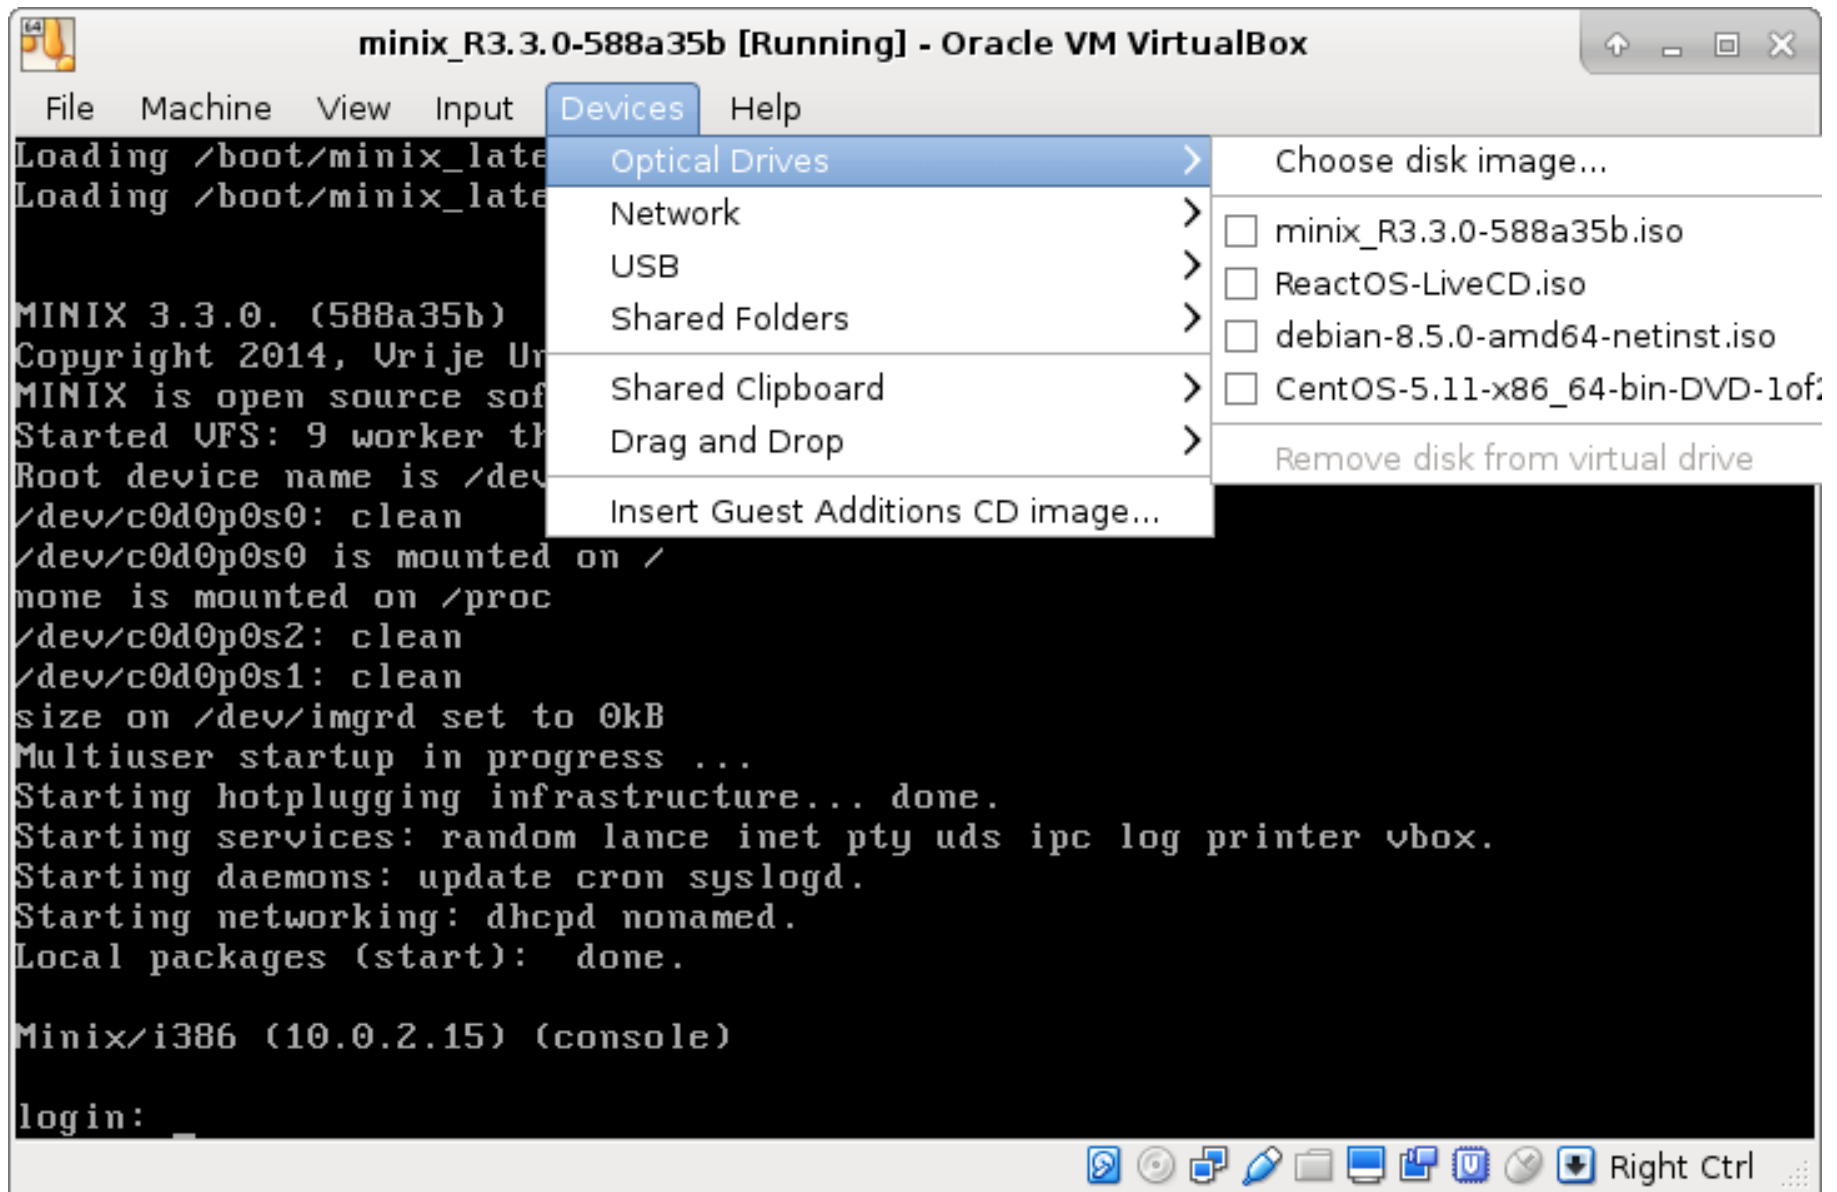 64
minix_R3.3.0-588a35b [Running] - Oracle VM VirtualBox
File Machine View Input Devices Help
Optical Drives
Network
USB
Shared Folders
Shared Clipboard
Drag and Drop
Insert Guest Additions CD image...
Choose disk image...
minix_R3.3.0-588a35b.iso
ReactOS-LiveCD.iso
debian-8.5.0-amd64-netinst.iso
CentOS-5.11-x86_64-bin-DVD-1of2
Remove disk from virtual drive
Loading /boot/minix_late
Loading /boot/minix_late
MINIX 3.3.0. (588a35b)
Copyright 2014, Vrije Un
MINIX is open source sof
Started VFS: 9 worker th
Root device name is /dev
/dev/c0d0p0s0: clean
/dev/c0d0p0s0 is mounted on /
none is mounted on /proc
/dev/c0d0p0s2: clean
/dev/c0d0p0s1: clean
size on /dev/imgrd set to 0kB
Multiuser startup in progress ...
Starting hotplugging infrastructure... done.
Starting services: random lance inet pty uds ipc log printer vbox.
Starting daemons: update cron syslogd.
Starting networking: dhcpd nonamed.
Local packages (start):  done.
Minix/i386 (10.0.2.15) (console)
login: _
Right Ctrl